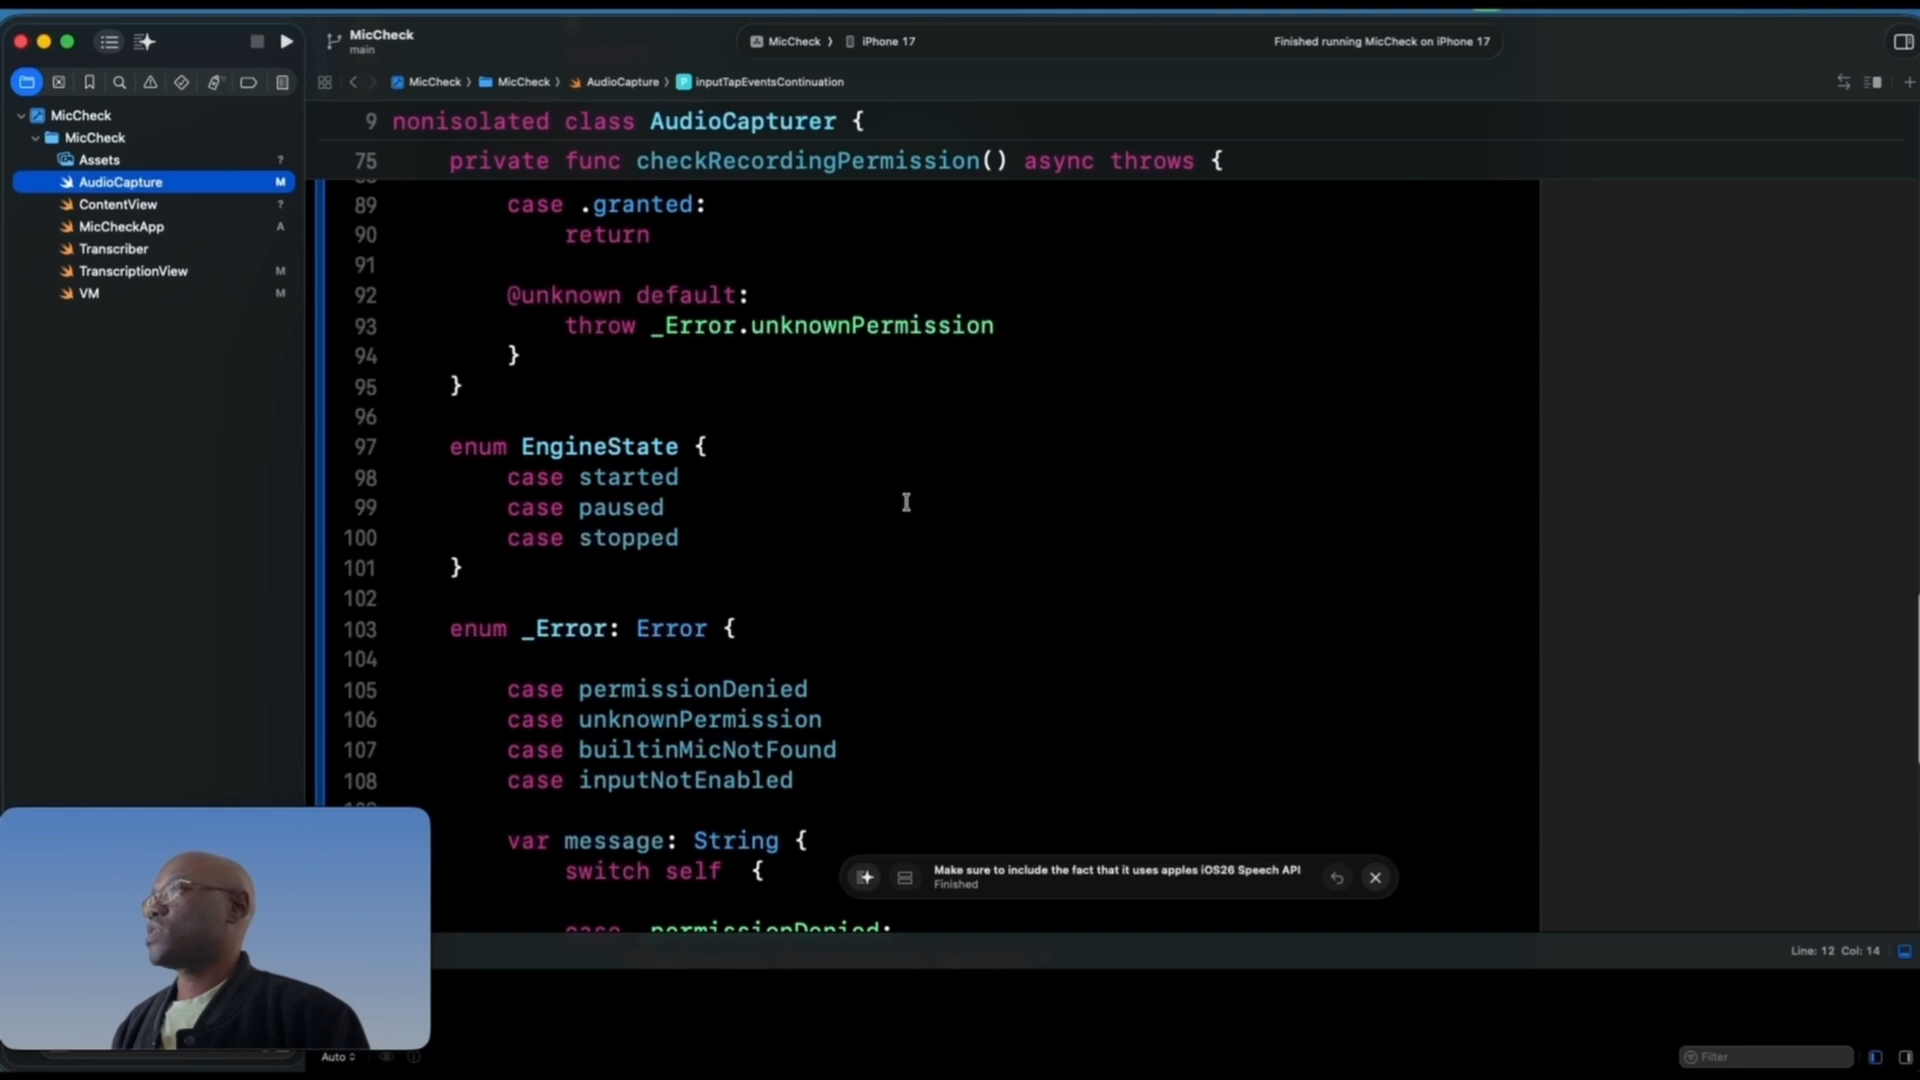 MicCheck
main
MicCheck › iPhone 17
Finished running MicCheck on iPhone 17
MicCheck › MicCheck › AudioCapture › inputTapEventsContinuation
MicCheck
MicCheck
Assets ?
AudioCapture M
ContentView ?
MicCheckApp A
Transcriber
TranscriptionView M
VM M
9 nonisolated class AudioCapturer {
75 private func checkRecordingPermission() async throws {
89 case .granted:
90 return
91
92 @unknown default:
93 throw _Error.unknownPermission
94 }
95 }
96
97 enum EngineState {
98 case started
99 case paused
100 case stopped
101 }
102
103 enum _Error: Error {
104
105 case permissionDenied
106 case unknownPermission
107 case builtinMicNotFound
108 case inputNotEnabled
var message: String {
switch self {
case .permissionDenied:
Make sure to include the fact that it uses apples iOS26 Speech API
Finished
Line: 12 Col: 14
Auto
Filter